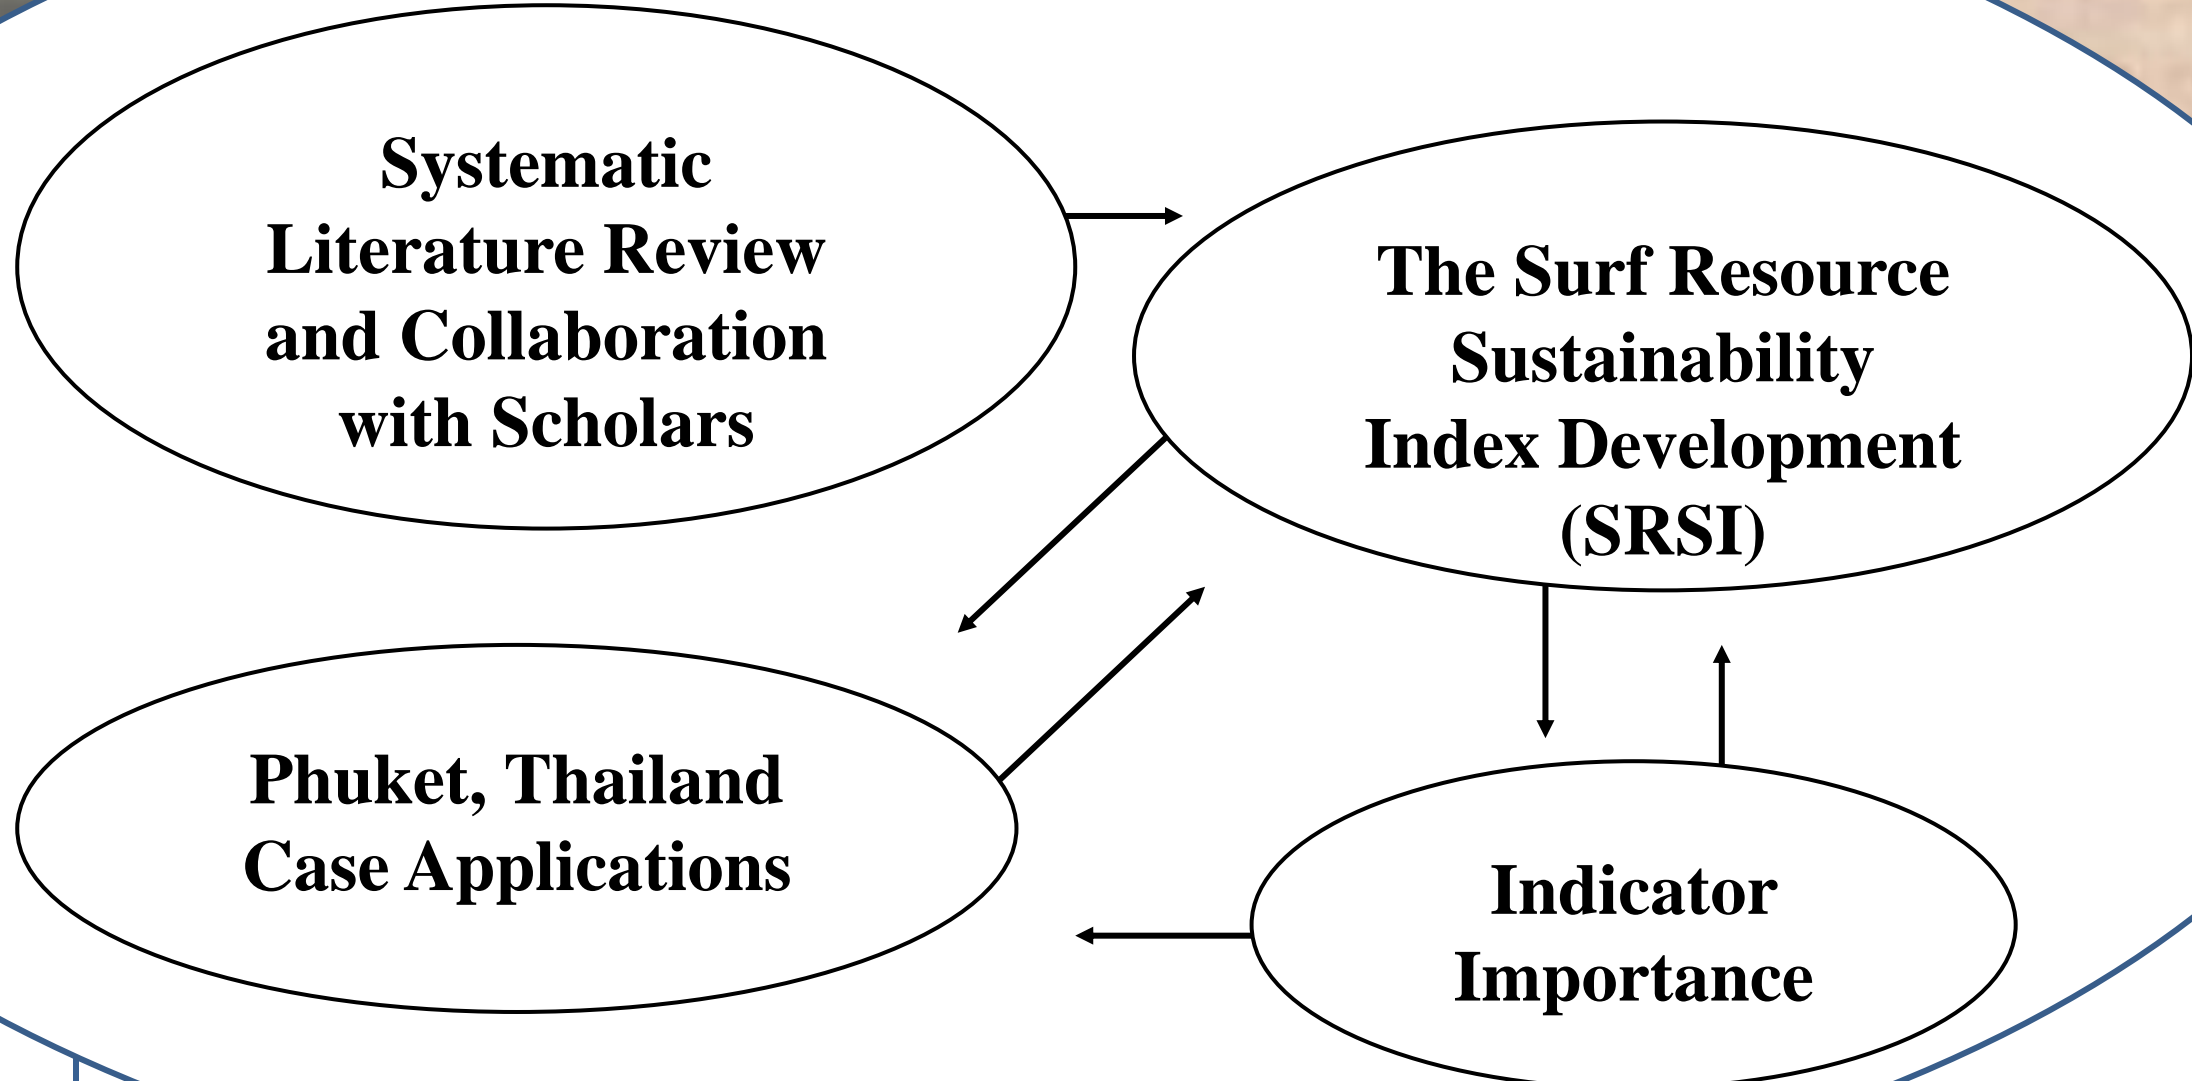 Systematic
Literature Review
and Collaboration
with Scholars
The Surf Resource
Sustainability
Index Development
(SRSI)
Phuket, Thailand
Case Applications
Indicator
Importance